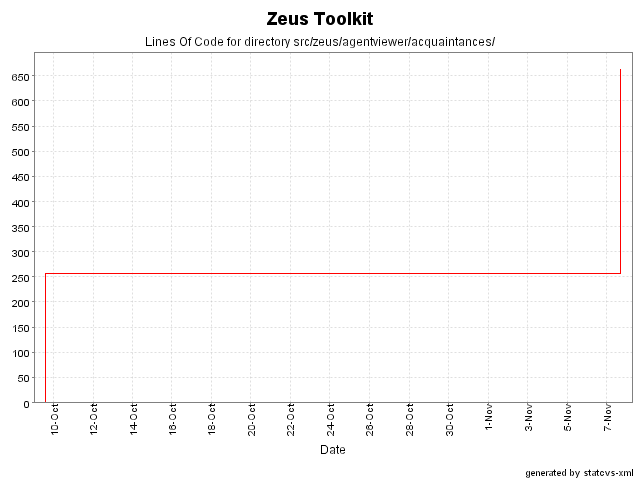 Zeus Toolkit
Lines Of Code for directory src/zeus/agentviewer/acquaintances/
650
600
550
500
450
400
350
300
250
200
150
100
50
0
10-Oct
12-Oct
14-Oct
16-Oct
18-Oct
20-Oct
22-Oct
24-Oct
26-Oct
28-Oct
30-Oct
1-Nov
3-Nov
5-Nov
7-Nov
Date
generated by statcvs-xml